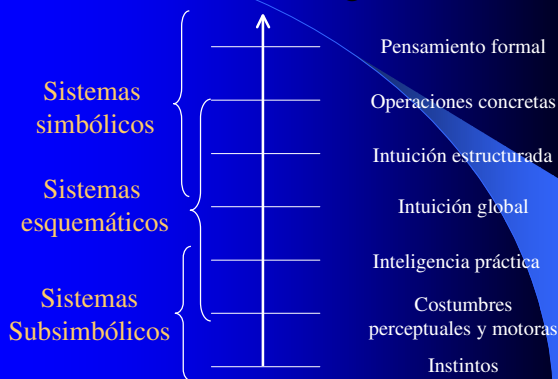 Pensamiento formal
Sistemas
simbólicos
Operaciones concretas
Intuición estructurada
Sistemas
esquemáticos
Intuición global
Inteligencia práctica
Sistemas
Subsimbólicos
Costumbres
perceptuales y motoras
Instintos